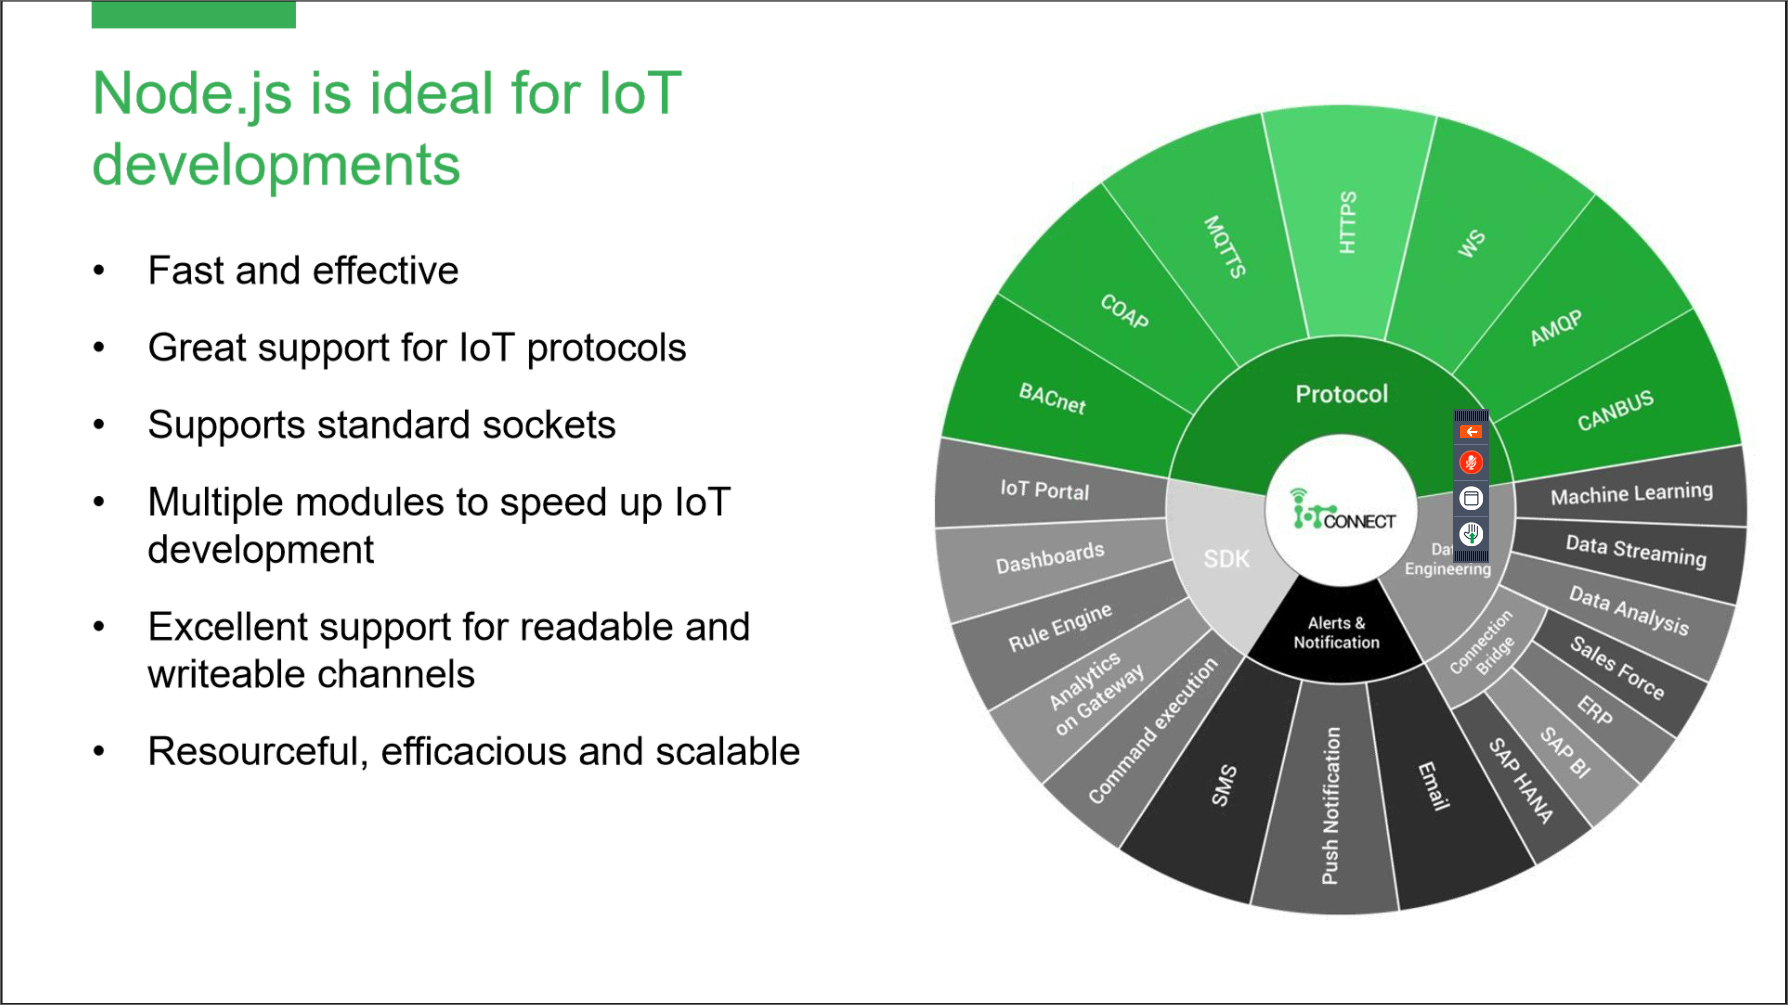 Node.js is ideal for IoT
developments
• Fast and effective
• Great support for IoT protocols
• Supports standard sockets
• Multiple modules to speed up IoT
development
• Excellent support for readable and
writeable channels
• Resourceful, efficacious and scalable
HTTPS
MQTTS
WS
COAP
AMQP
BACnet
CANBUS
Protocol
IoT Portal
Dashboards
Rule Engine
Analytics
on Gateway
Command execution
SDK
IoT CONNECT
Engineering
Machine Learning
Data Streaming
Data Analysis
Connection
Bridge
Sales Force
ERP
SAP BI
SAP HANA
Alerts &
Notification
SMS
Push Notification
Email